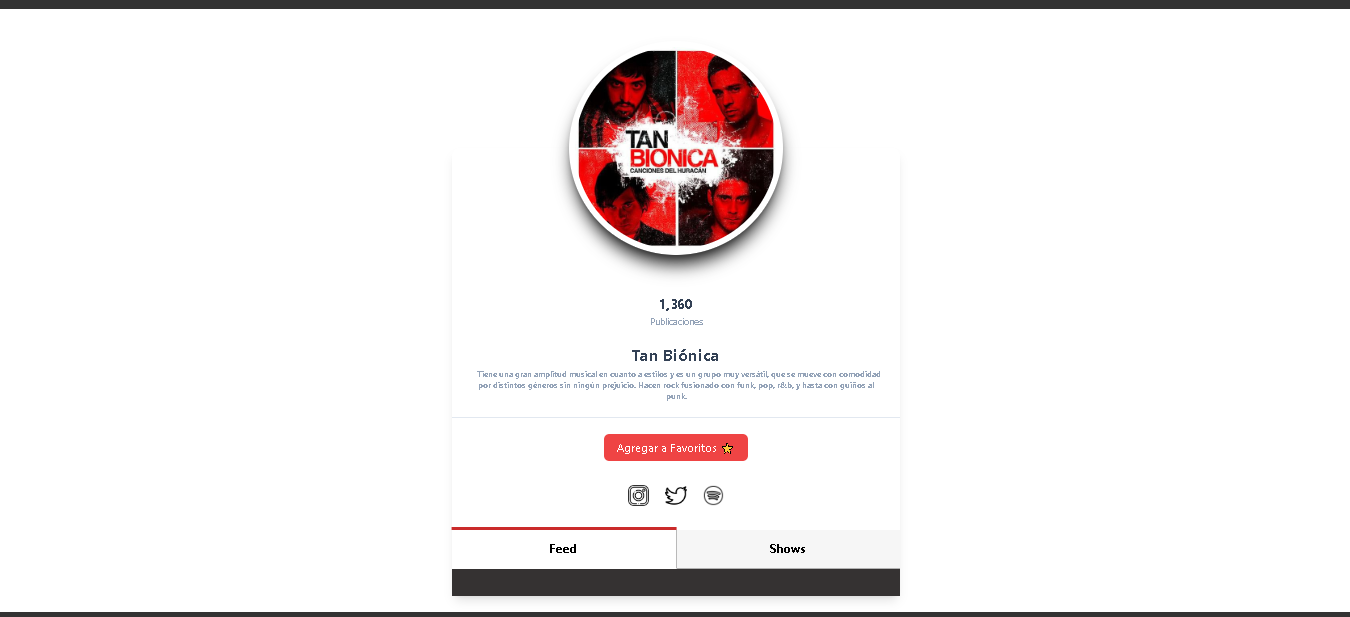 TAN
BIONICA
CANCIONES DEL HURACÁN
1,360
Publicaciones
Tan Biónica
Tiene una gran amplitud musical en cuanto a estilos y es un grupo muy versátil, que se mueve con comodidad
por distintos géneros sin ningún prejuicio. Hacen rock fusionado con funk, pop, r&b, y hasta con guiños al
punk.
Agregar a Favoritos ⭐
Feed
Shows